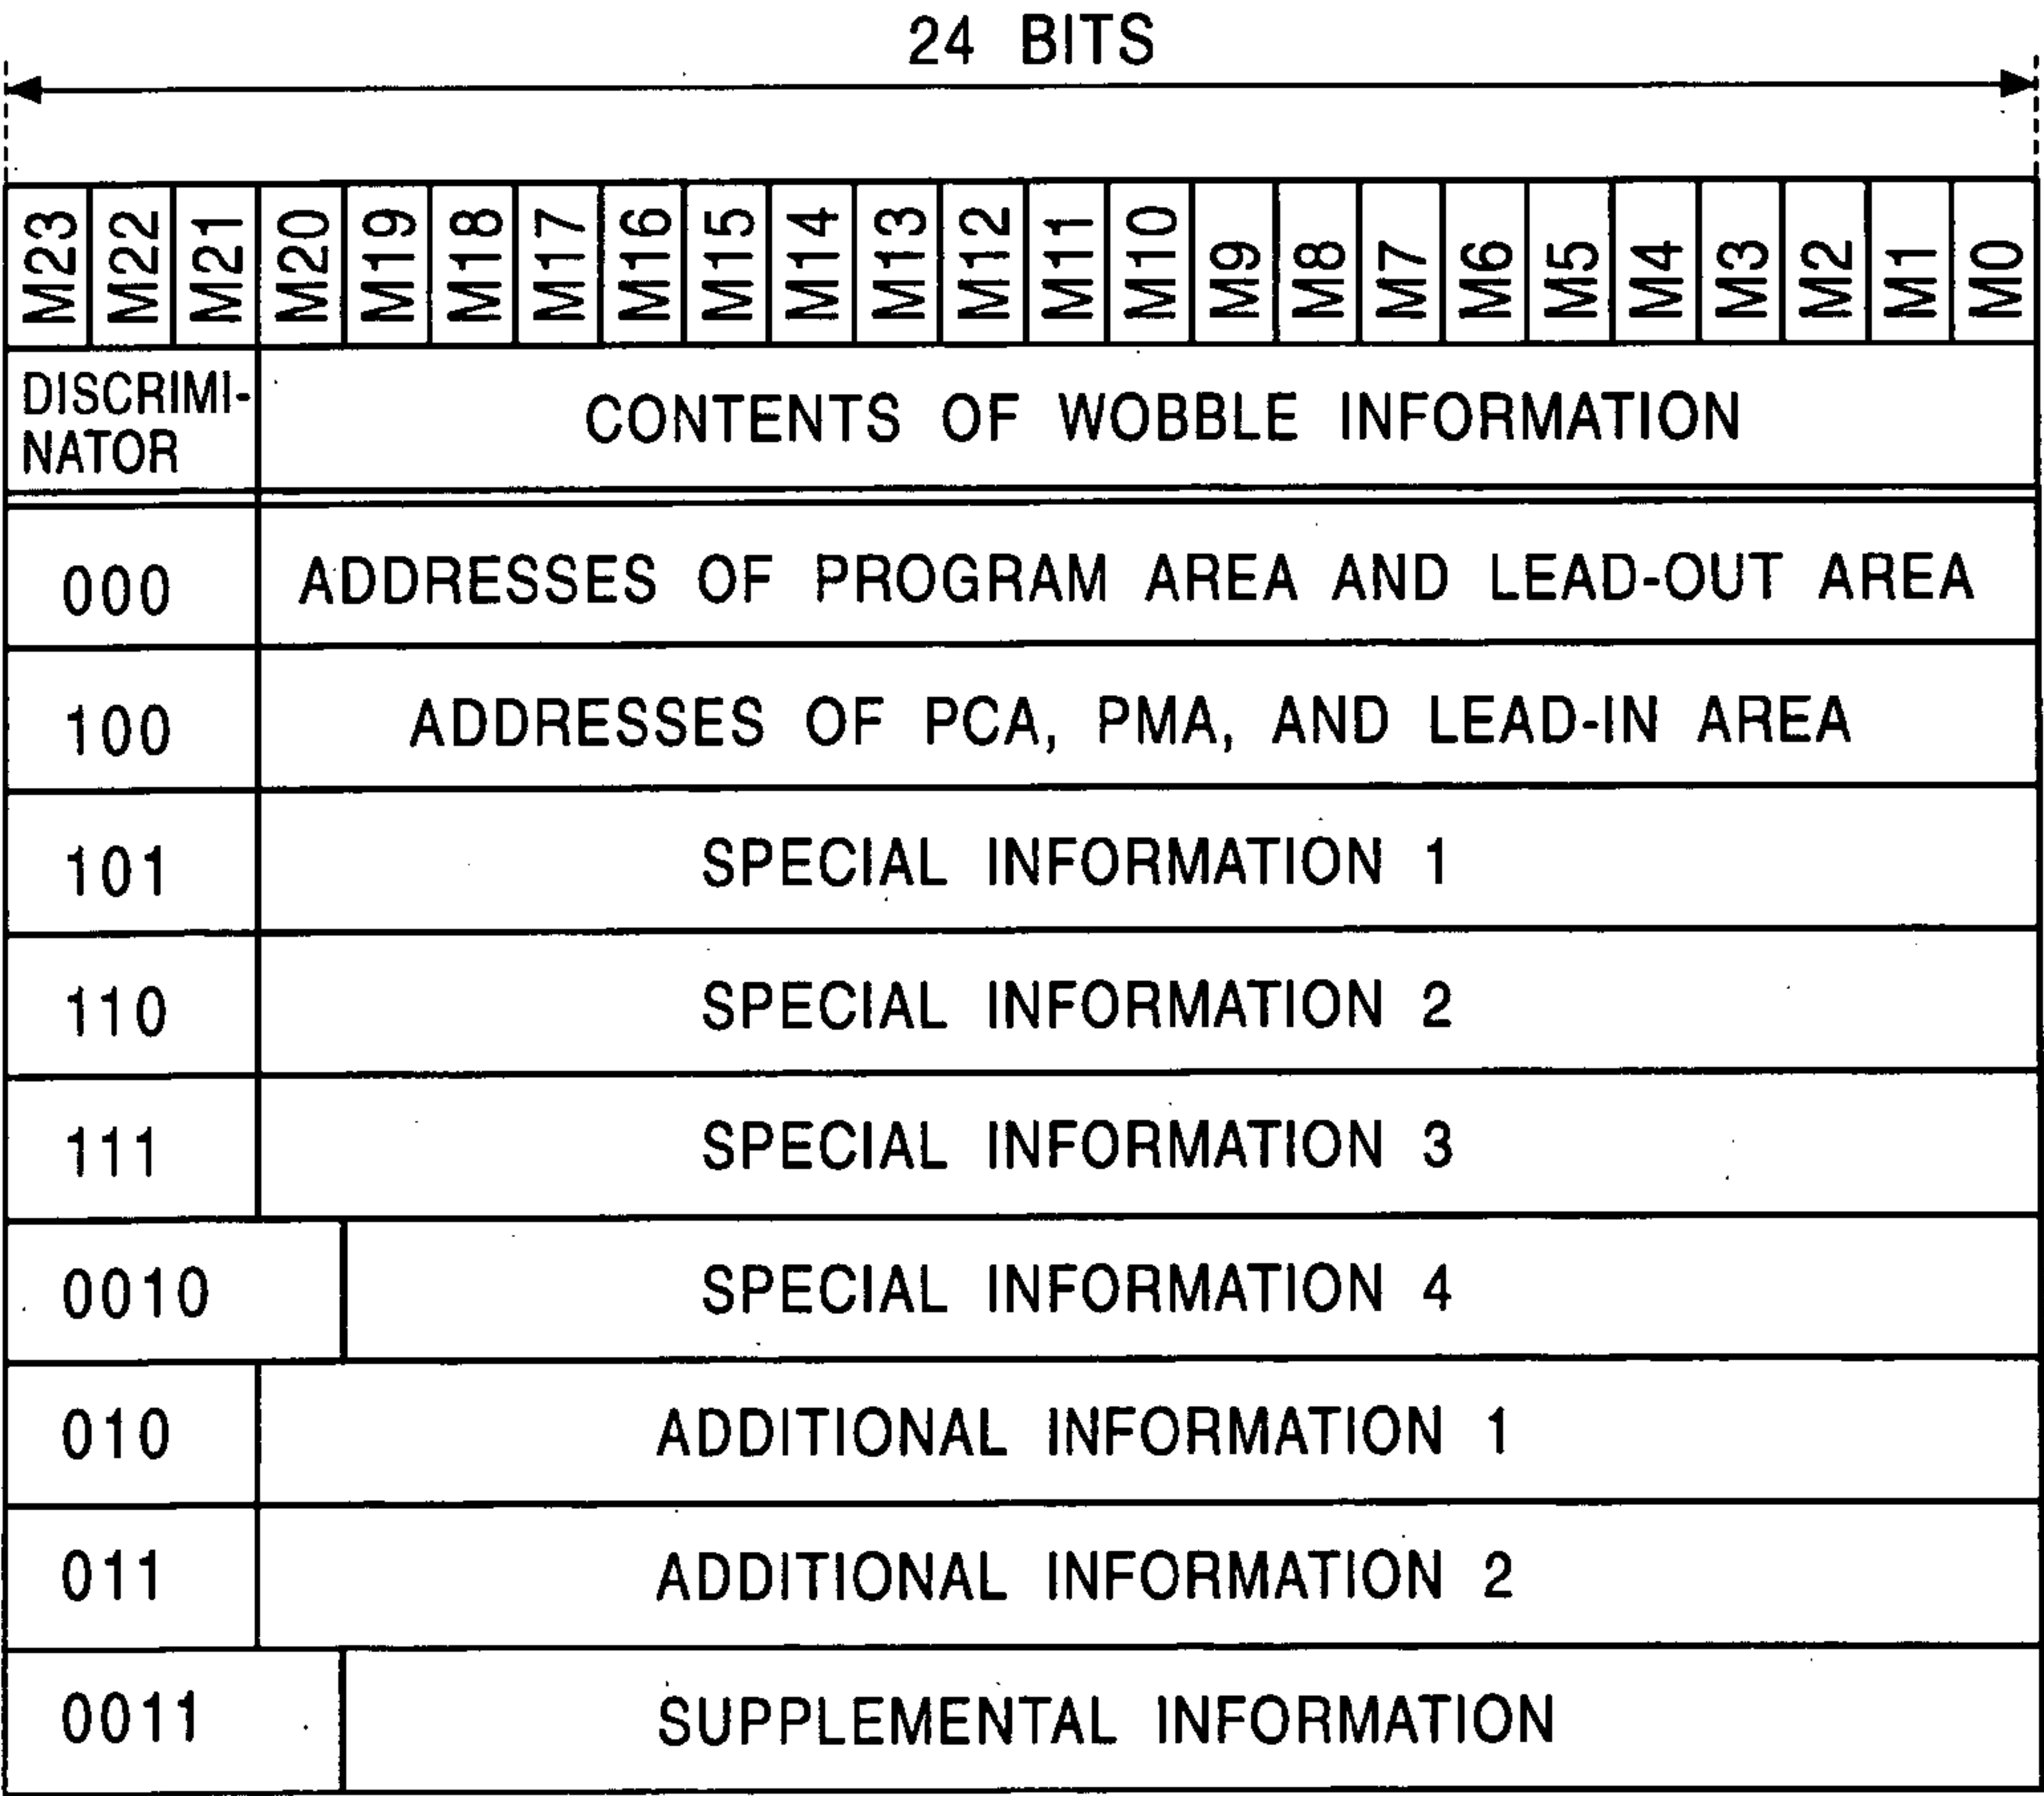 24 BITS
M23 M22 M21 M20 M19 M18 M17 M16 M15 M14 M13 M12 M11 M10 M9 M8 M7 M6 M5 M4 M3 M2 M1 M0
DISCRIMI-
NATOR
CONTENTS OF WOBBLE INFORMATION
000 ADDRESSES OF PROGRAM AREA AND LEAD-OUT AREA
100 ADDRESSES OF PCA, PMA, AND LEAD-IN AREA
101 SPECIAL INFORMATION 1
110 SPECIAL INFORMATION 2
111 SPECIAL INFORMATION 3
0010 SPECIAL INFORMATION 4
010 ADDITIONAL INFORMATION 1
011 ADDITIONAL INFORMATION 2
0011 SUPPLEMENTAL INFORMATION